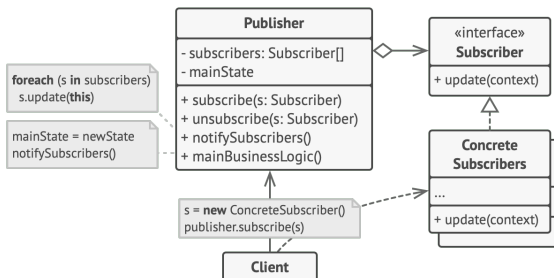 Publisher
- subscribers: Subscriber[]
- mainState
+ subscribe(s: Subscriber)
+ unsubscribe(s: Subscriber)
+ notifySubscribers()
+ mainBusinessLogic()
foreach (s in subscribers)
s.update(this)
mainState = newState
notifySubscribers()
«interface»
Subscriber
+ update(context)
Concrete
Subscribers
...
+ update(context)
s = new ConcreteSubscriber()
publisher.subscribe(s)
Client